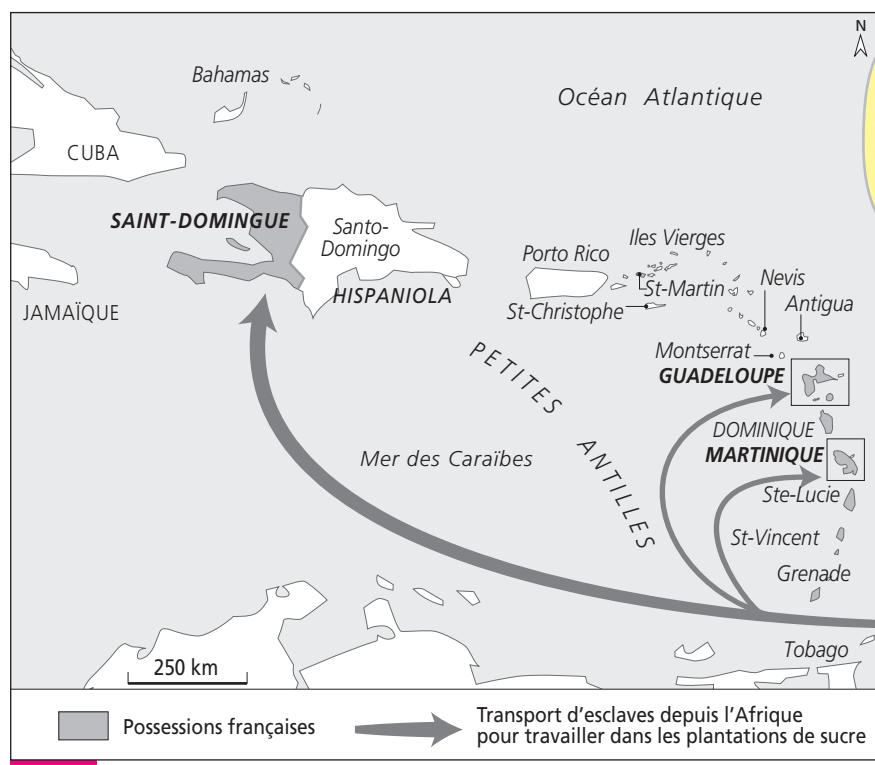 N
Bahamas
Océan Atlantique
CUBA
SAINT-DOMINGUE
Santo-
Domingo
Iles Vierges
Porto Rico
Nevis
St-Martin
HISPANIOLA
Antigua
St-Christophe
JAMAÏQUE
Montserrat
GUADELOUPE
PETITES ANTILLES
DOMINIQUE
MARTINIQUE
Mer des Caraïbes
Ste-Lucie
St-Vincent
Grenade
Tobago
250 km
Possessions françaises
Transport d'esclaves depuis l'Afrique
pour travailler dans les plantations de sucre